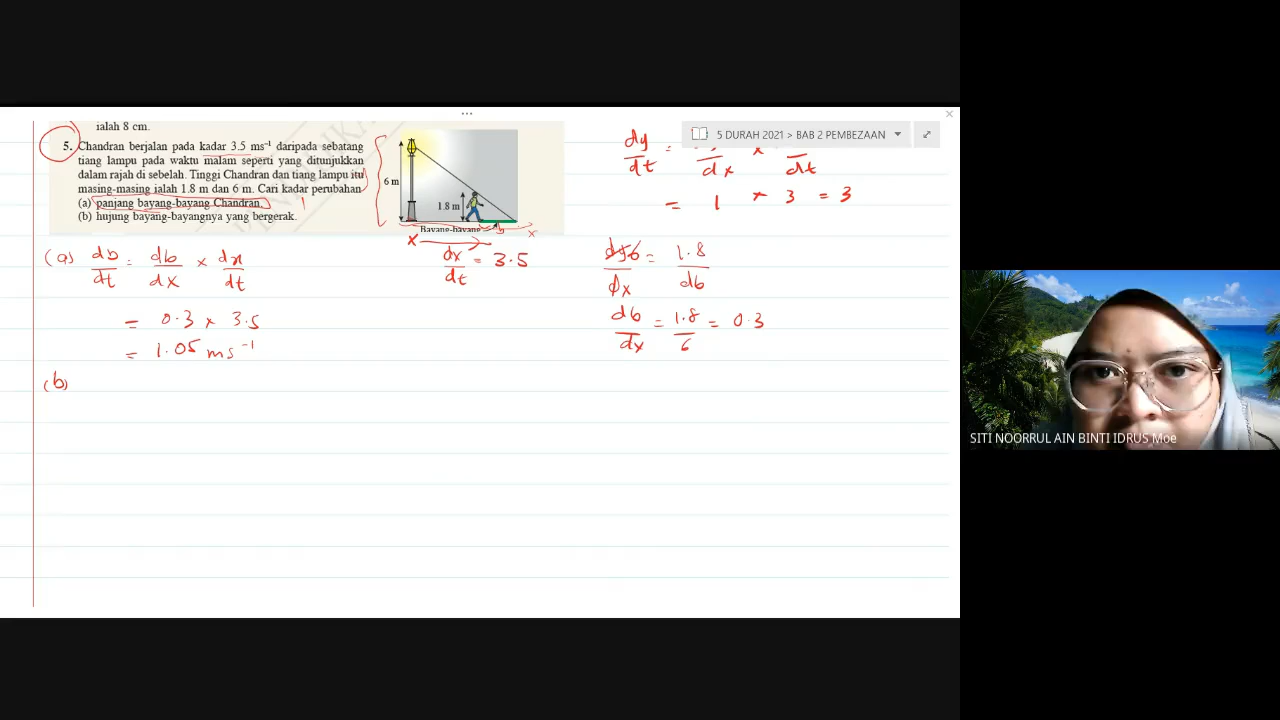 ialah 8 cm.
5. Chandran berjalan pada kadar 3.5 ms⁻¹ daripada sebatang
tiang lampu pada waktu malam seperti yang ditunjukkan
dalam rajah di sebelah. Tinggi Chandran dan tiang lampu itu
masing-masing ialah 1.8 m dan 6 m. Cari kadar perubahan
(a) panjang bayang-bayang Chandran.
(b) hujung bayang-bayangnya yang bergerak.
6 m
1.8 m
Bayang-bayang
b
x
x
dx/dt = 3.5
5 DURAH 2021 > BAB 2 PEMBEZAAN
dy/dt = /dx × /dt
= 1 × 3 = 3
(a) db/dt = db/dx × dx/dt
= 0.3 × 3.5
= 1.05 ms⁻¹
(b)
/dx = 1.8/db
db/dx = 1.8/6 = 0.3
SITI NOORRUL AIN BINTI IDRUS Moe